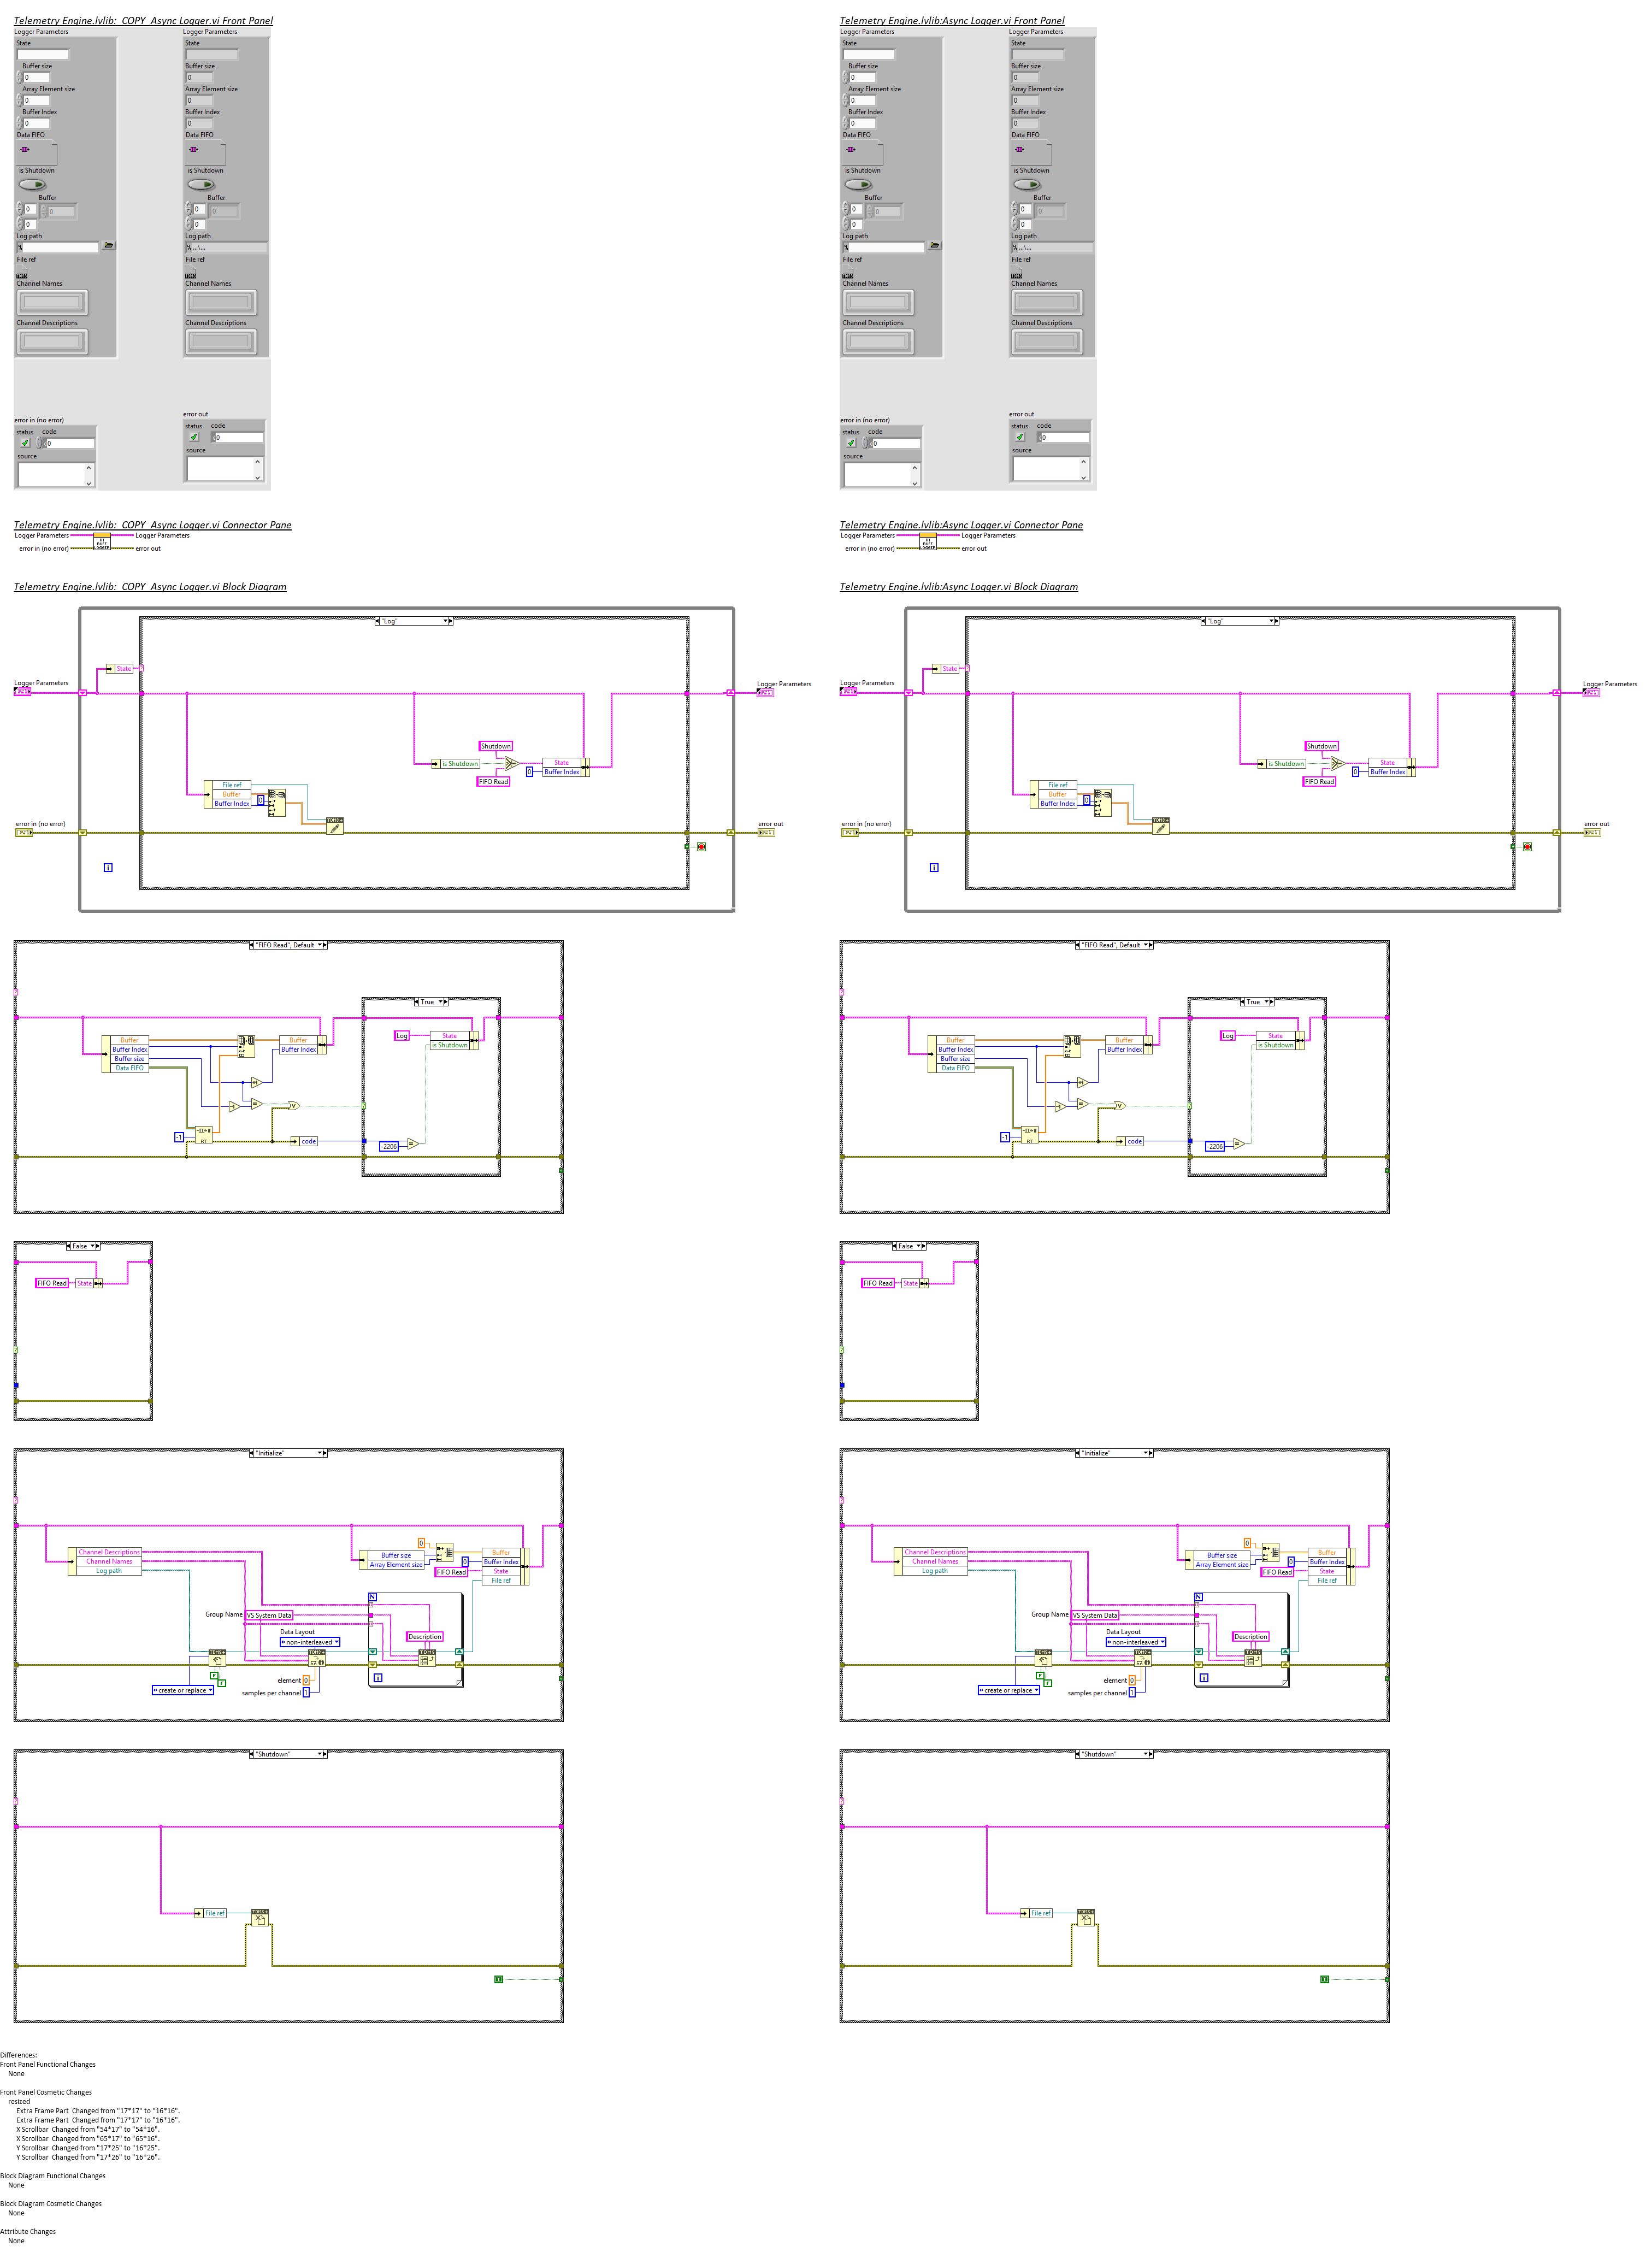 Telemetry Engine.lvlib:  COPY  Async Logger.vi Front Panel
Logger Parameters
State
Buffer size
0
Array Element size
0
Buffer Index
0
Data FIFO
is Shutdown
Buffer
0
0
0
Log path
File ref
TDMS
Channel Names
Channel Descriptions
error in (no error)
status
code
0
source
Logger Parameters
State
Buffer size
0
Array Element size
0
Buffer Index
0
Data FIFO
is Shutdown
Buffer
0
0
0
Log path
File ref
TDMS
Channel Names
Channel Descriptions
error out
status
code
0
source
Telemetry Engine.lvlib:Async Logger.vi Front Panel
Logger Parameters
State
Buffer size
0
Array Element size
0
Buffer Index
0
Data FIFO
is Shutdown
Buffer
0
0
0
Log path
File ref
TDMS
Channel Names
Channel Descriptions
error in (no error)
status
code
0
source
Logger Parameters
State
Buffer size
0
Array Element size
0
Buffer Index
0
Data FIFO
is Shutdown
Buffer
0
0
0
Log path
File ref
TDMS
Channel Names
Channel Descriptions
error out
status
code
0
source
Telemetry Engine.lvlib:  COPY  Async Logger.vi Connector Pane
Logger Parameters
Logger Parameters
RT
BUFF
LOGGER
error in (no error)
error out
Telemetry Engine.lvlib:Async Logger.vi Connector Pane
Logger Parameters
Logger Parameters
RT
BUFF
LOGGER
error in (no error)
error out
Telemetry Engine.lvlib:  COPY  Async Logger.vi Block Diagram
"Log"
State
Logger Parameters
Logger Parameters
Shutdown
is Shutdown
State
0
Buffer Index
FIFO Read
File ref
Buffer
Buffer Index
0
TDMS
error in (no error)
error out
i
Telemetry Engine.lvlib:Async Logger.vi Block Diagram
"Log"
State
Logger Parameters
Logger Parameters
Shutdown
is Shutdown
State
0
Buffer Index
FIFO Read
File ref
Buffer
Buffer Index
0
TDMS
error in (no error)
error out
i
"FIFO Read", Default
True
Buffer
Buffer Index
Buffer size
Data FIFO
Buffer
Buffer Index
Log
State
is Shutdown
-1
RT
code
-2206
"FIFO Read", Default
True
Buffer
Buffer Index
Buffer size
Data FIFO
Buffer
Buffer Index
Log
State
is Shutdown
-1
RT
code
-2206
False
FIFO Read
State
False
FIFO Read
State
"Initialize"
Channel Descriptions
Channel Names
Log path
0
Buffer size
Array Element size
0
FIFO Read
Buffer
Buffer Index
State
File ref
N
Group Name
VS System Data
Data Layout
non-interleaved
Description
TDMS
TDMS
TDMS
F
F
create or replace
element
0
samples per channel
1
i
"Initialize"
Channel Descriptions
Channel Names
Log path
0
Buffer size
Array Element size
0
FIFO Read
Buffer
Buffer Index
State
File ref
N
Group Name
VS System Data
Data Layout
non-interleaved
Description
TDMS
TDMS
TDMS
F
F
create or replace
element
0
samples per channel
1
i
"Shutdown"
File ref
TDMS
"Shutdown"
File ref
TDMS
Differences:
Front Panel Functional Changes
None
Front Panel Cosmetic Changes
resized
Extra Frame Part  Changed from "17*17" to "16*16".
Extra Frame Part  Changed from "17*17" to "16*16".
X Scrollbar  Changed from "54*17" to "54*16".
X Scrollbar  Changed from "65*17" to "65*16".
Y Scrollbar  Changed from "17*25" to "16*25".
Y Scrollbar  Changed from "17*26" to "16*26".
Block Diagram Functional Changes
None
Block Diagram Cosmetic Changes
None
Attribute Changes
None